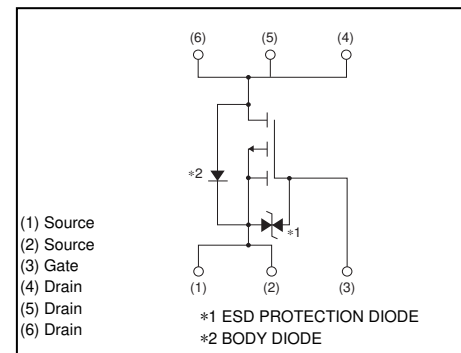 (6) (5) (4)
∗2
∗1
(1) Source
(2) Source
(3) Gate
(4) Drain
(5) Drain
(6) Drain
(1) (2) (3)
∗1 ESD PROTECTION DIODE
∗2 BODY DIODE